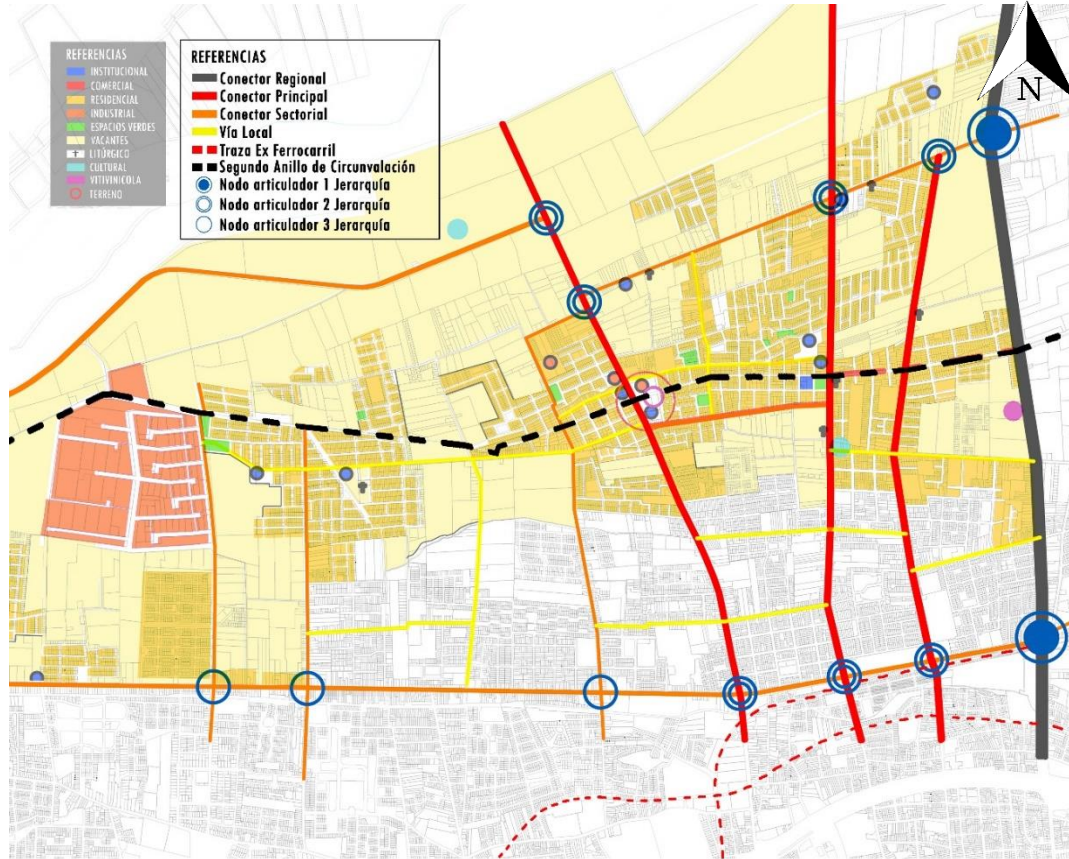 REFERENCIAS
INSTITUCIONAL
COMERCIAL
RESIDENCIAL
INDUSTRIAL
ESPACIOS VERDES
VACANTES
LITÚRGICO
CULTURAL
VITIVINICOLA
TERRENO
REFERENCIAS
Conector Regional
Conector Principal
Conector Sectorial
Vía Local
Traza Ex Ferrocarril
Segundo Anillo de Circunvalación
Nodo articulador 1 Jerarquía
Nodo articulador 2 Jerarquía
Nodo articulador 3 Jerarquía
N